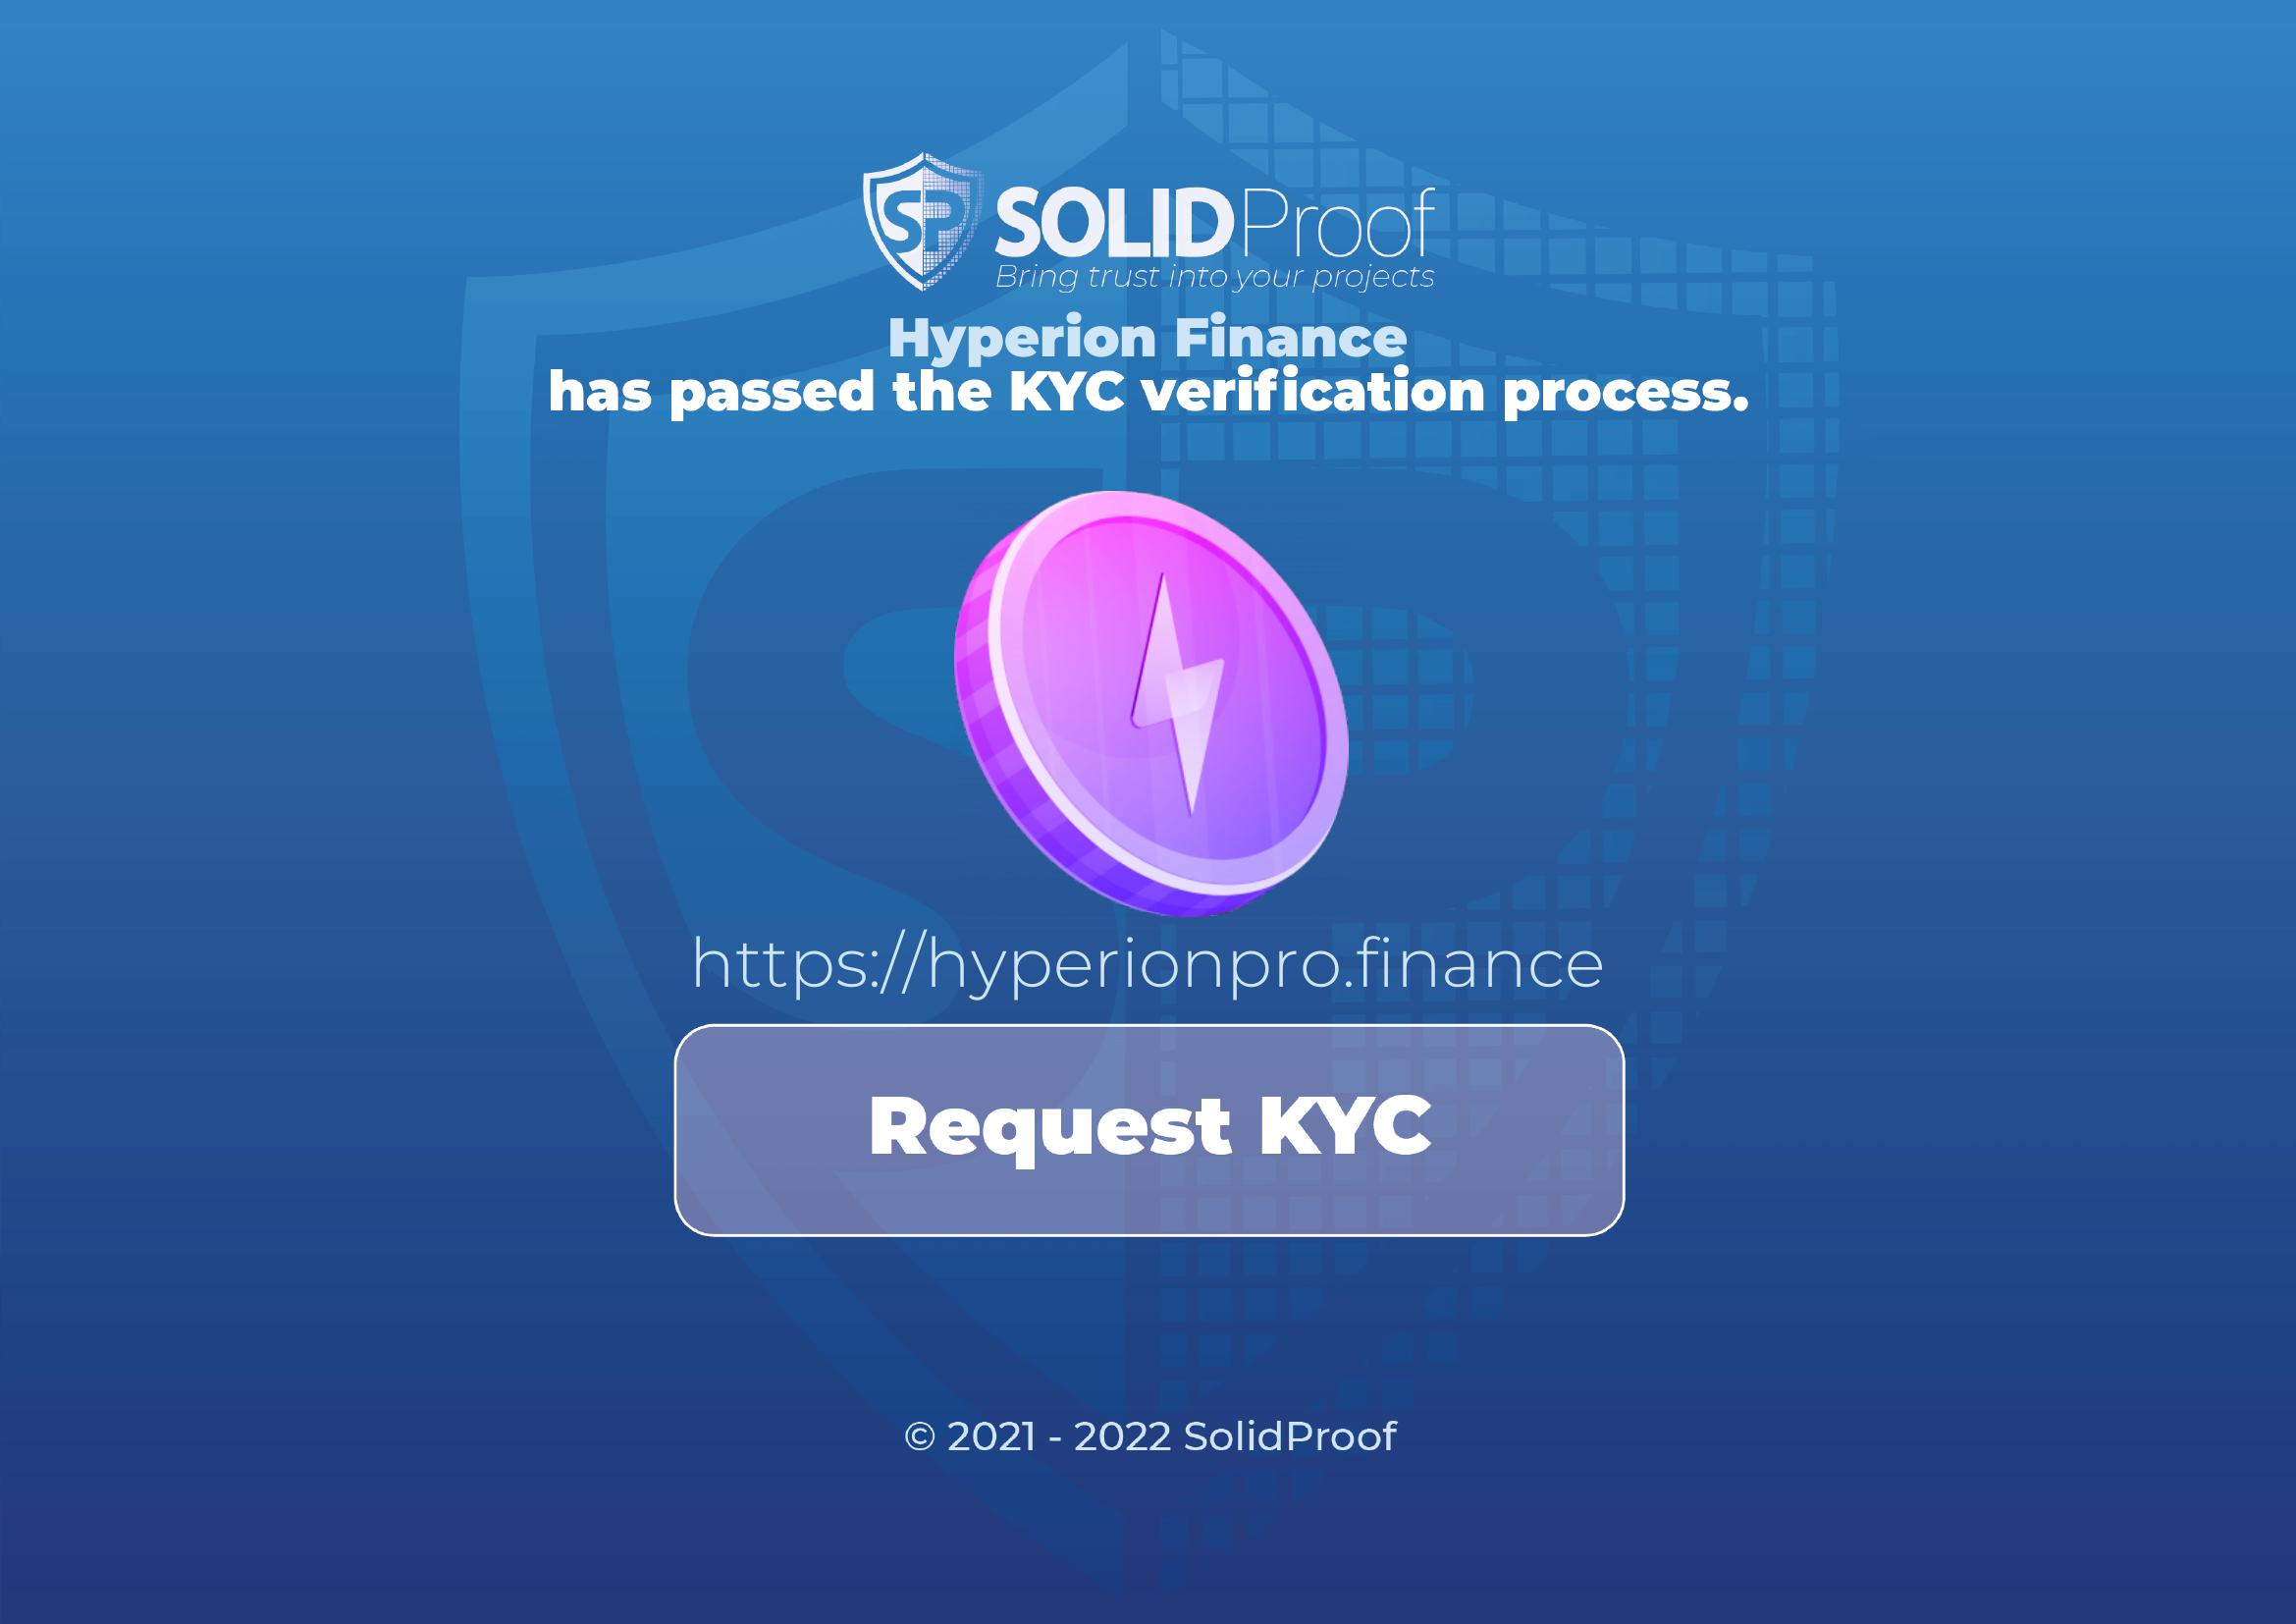 SP
SOLIDProof
Bring trust into your projects
Hyperion Finance
has passed the KYC verification process.
https://hyperionpro.finance
Request KYC
© 2021 - 2022 SolidProof